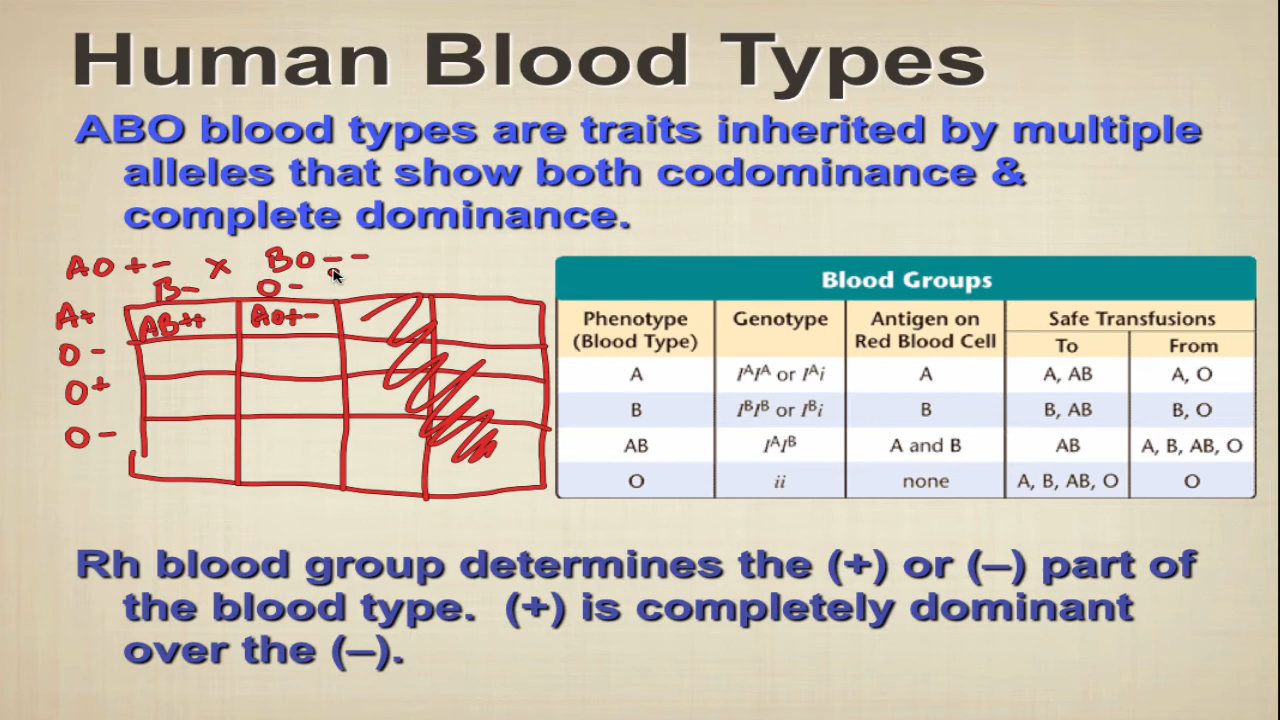 Human Blood Types
ABO blood types are traits inherited by multiple
alleles that show both codominance &
complete dominance.
AO +- x BO--
B- O-
A+ AB++ AO+-
O -
O +
O -
Blood Groups
Phenotype (Blood Type) Genotype Antigen on Red Blood Cell Safe Transfusions
To From
A IᴬIᴬ or Iᴬi A A, AB A, O
B IᴮIᴮ or Iᴮi B B, AB B, O
AB IᴬIᴮ A and B AB A, B, AB, O
O ii none A, B, AB, O O
Rh blood group determines the (+) or (–) part of
the blood type. (+) is completely dominant
over the (–).